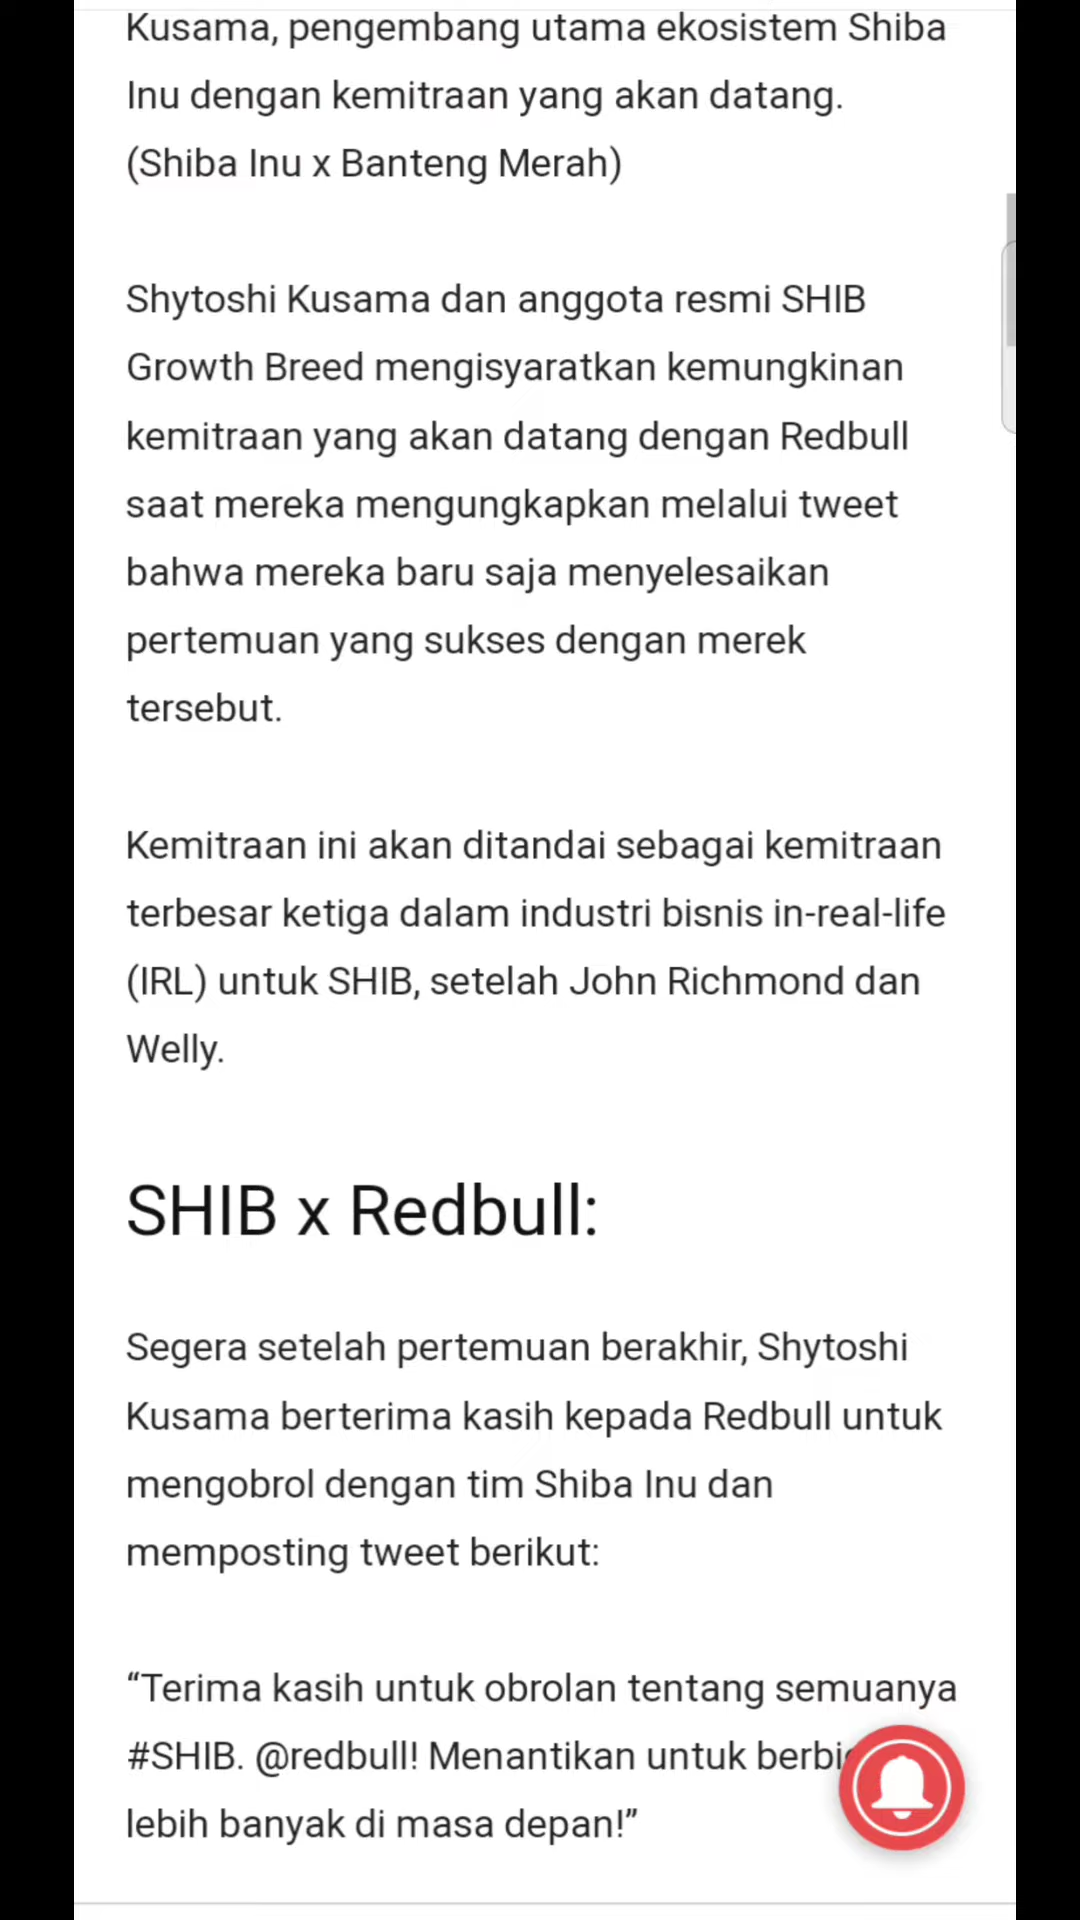 Kusama, pengembang utama ekosistem Shiba
Inu dengan kemitraan yang akan datang.
(Shiba Inu x Banteng Merah)
Shytoshi Kusama dan anggota resmi SHIB
Growth Breed mengisyaratkan kemungkinan
kemitraan yang akan datang dengan Redbull
saat mereka mengungkapkan melalui tweet
bahwa mereka baru saja menyelesaikan
pertemuan yang sukses dengan merek
tersebut.
Kemitraan ini akan ditandai sebagai kemitraan
terbesar ketiga dalam industri bisnis in-real-life
(IRL) untuk SHIB, setelah John Richmond dan
Welly.
SHIB x Redbull:
Segera setelah pertemuan berakhir, Shytoshi
Kusama berterima kasih kepada Redbull untuk
mengobrol dengan tim Shiba Inu dan
memposting tweet berikut:
“Terima kasih untuk obrolan tentang semuanya
#SHIB. @redbull! Menantikan untuk
lebih banyak di masa depan!”